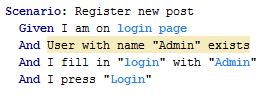 Scenario: Register new post
Given I am on login page
And User with name "Admin" exists
And I fill in "login" with "Admin"
And I press "Login"